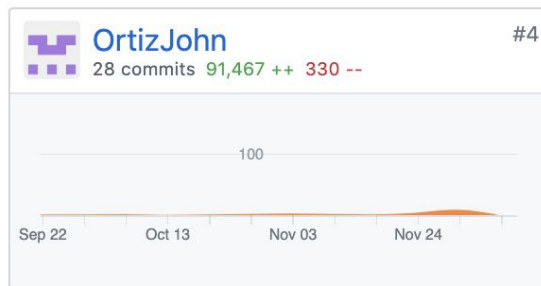 OrtizJohn
#4
28 commits 91,467 ++ 330 --
100
Sep 22 Oct 13 Nov 03 Nov 24